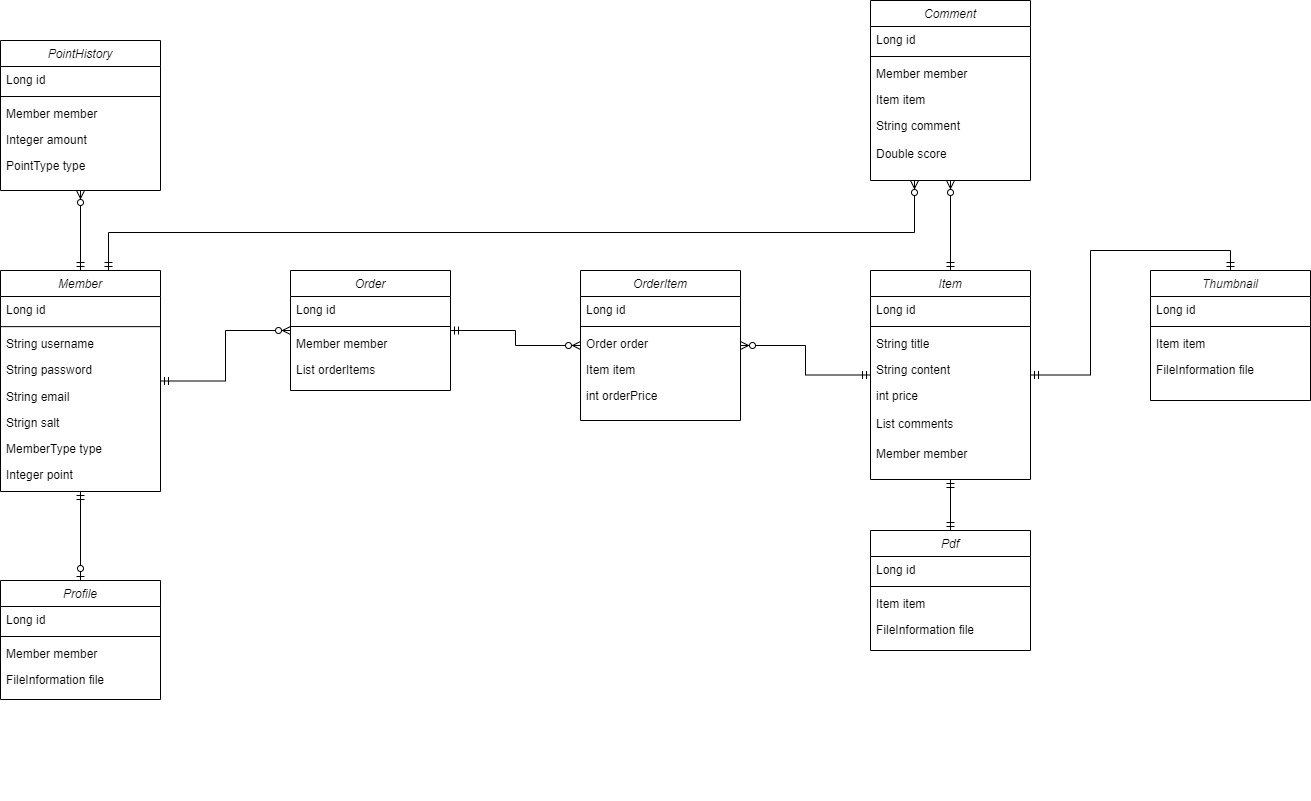 Comment
Long id
Member member
Item item
String comment
Double score
PointHistory
Long id
Member member
Integer amount
PointType type
Member
Long id
String username
String password
String email
Strign salt
MemberType type
Integer point
Order
Long id
Member member
List orderItems
OrderItem
Long id
Order order
Item item
int orderPrice
Item
Long id
String title
String content
int price
List comments
Member member
Thumbnail
Long id
Item item
FileInformation file
Profile
Long id
Member member
FileInformation file
Pdf
Long id
Item item
FileInformation file